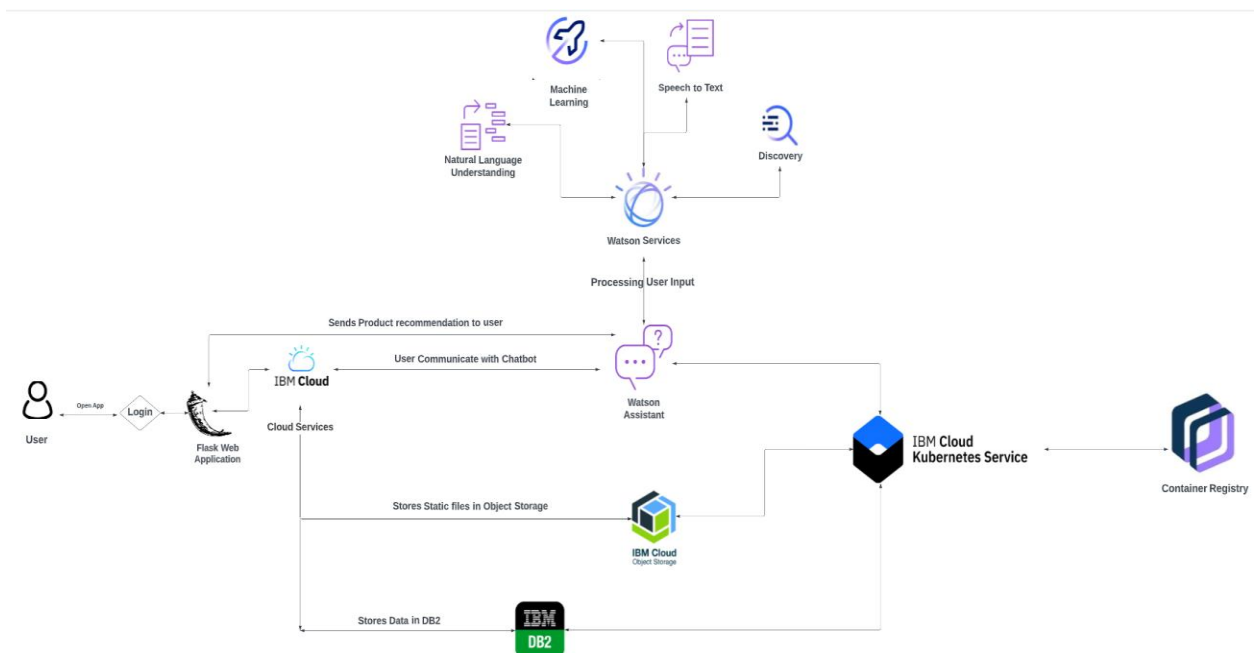 Machine
Learning
Speech to Text
Natural Language
Understanding
Discovery
Watson Services
Processing User Input
Sends Product recommendation to user
?
User Communicate with Chatbot
IBM Cloud
Watson
Assistant
Open App
Login
User
Flask Web
Application
Cloud Services
IBM Cloud
Kubernetes Service
Container Registry
Stores Static files in Object Storage
IBM Cloud
Object Storage
Stores Data in DB2
IBM
DB2